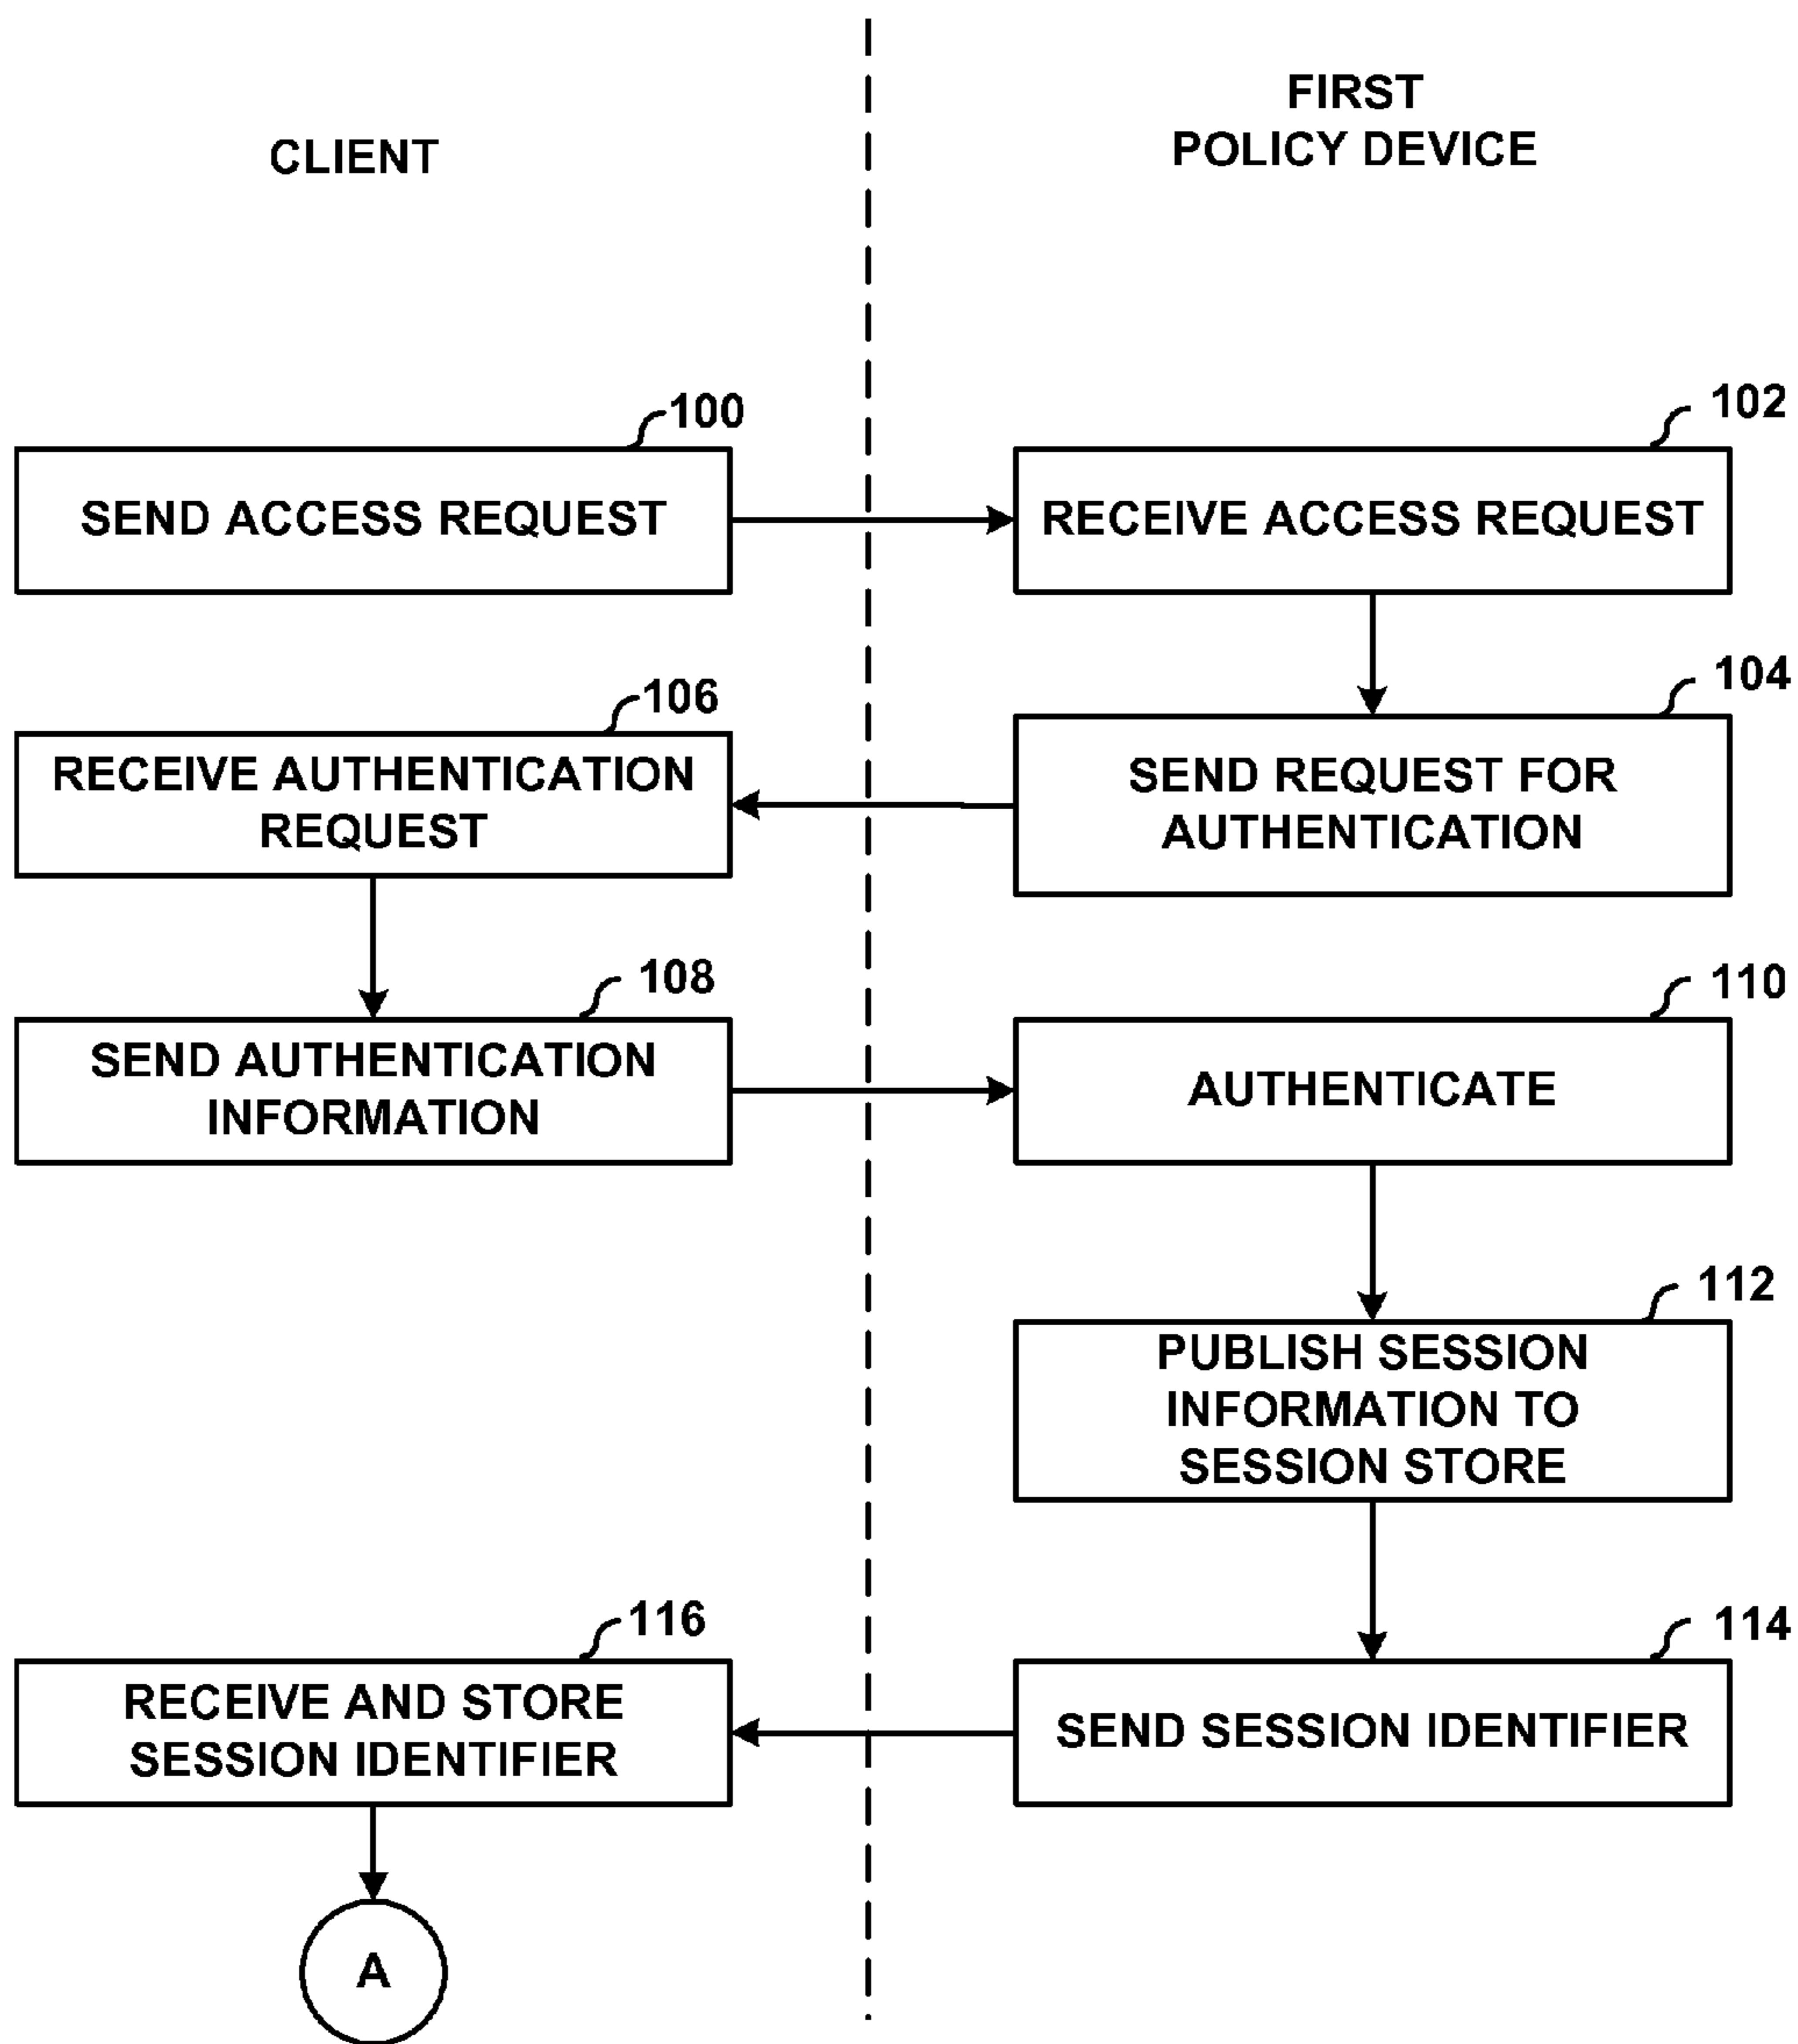 CLIENT
FIRST
POLICY DEVICE
100
SEND ACCESS REQUEST
102
RECEIVE ACCESS REQUEST
104
SEND REQUEST FOR
AUTHENTICATION
106
RECEIVE AUTHENTICATION
REQUEST
108
SEND AUTHENTICATION
INFORMATION
110
AUTHENTICATE
112
PUBLISH SESSION
INFORMATION TO
SESSION STORE
114
SEND SESSION IDENTIFIER
116
RECEIVE AND STORE
SESSION IDENTIFIER
A